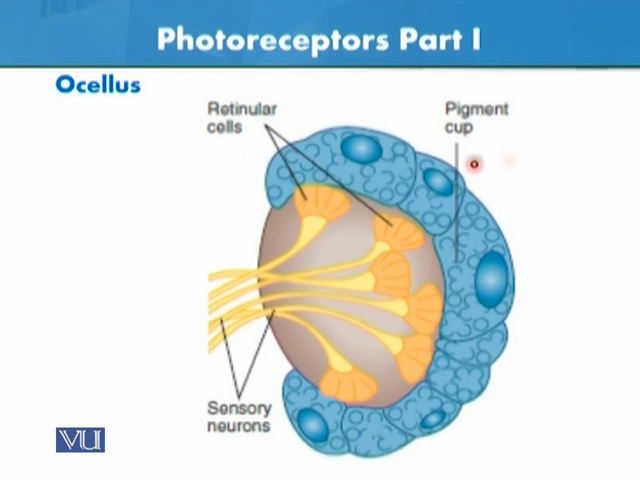 Photoreceptors Part I
Ocellus
Retinular
cells
Pigment
cup
Sensory
neurons
VU